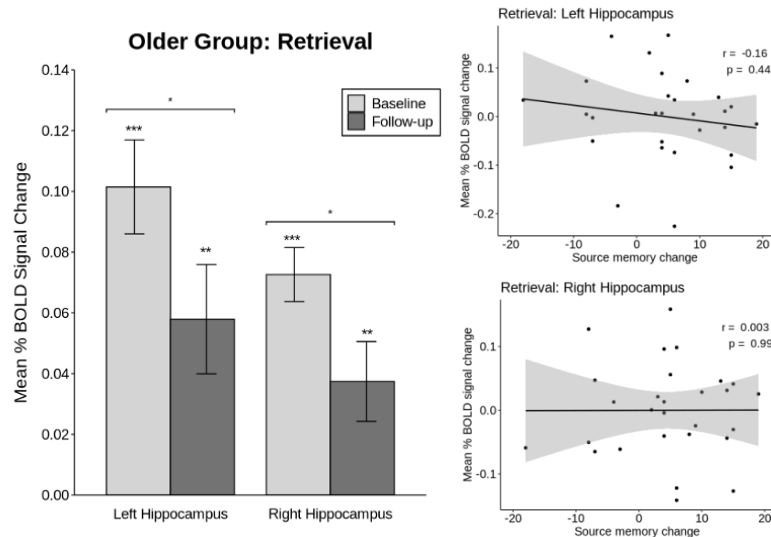 Older Group: Retrieval
Mean % BOLD Signal Change
0.14
0.12
0.10
0.08
0.06
0.04
0.02
0.00
*
***
**
*
***
**
Baseline
Follow-up
Left Hippocampus
Right Hippocampus
Retrieval: Left Hippocampus
r = -0.16
p = 0.44
Mean % BOLD signal change
0.1
0.0
-0.1
-0.2
-20
-10
0
10
20
Source memory change
Retrieval: Right Hippocampus
r = 0.003
p = 0.99
Mean % BOLD signal change
0.1
0.0
-0.1
-20
-10
0
10
20
Source memory change